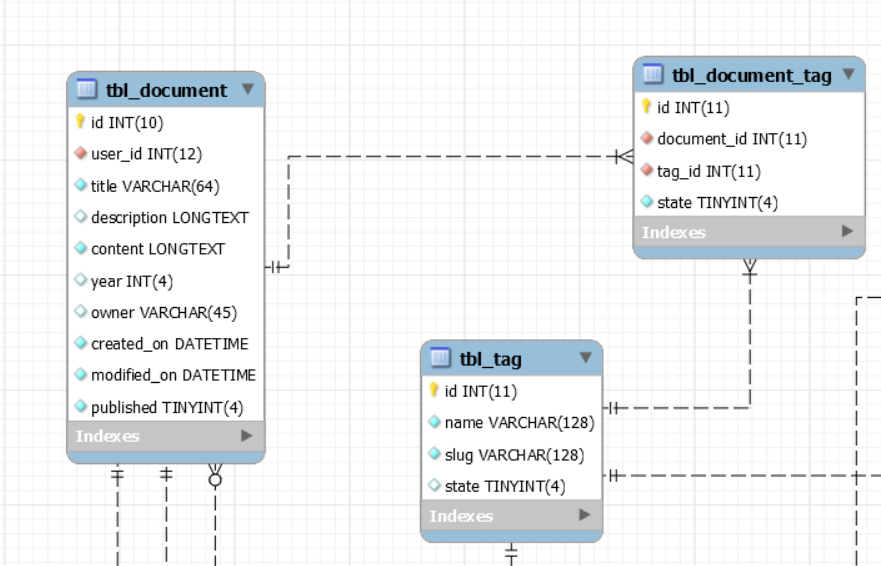 tbl_document
id INT(10)
user_id INT(12)
title VARCHAR(64)
description LONGTEXT
content LONGTEXT
year INT(4)
owner VARCHAR(45)
created_on DATETIME
modified_on DATETIME
published TINYINT(4)
Indexes
tbl_document_tag
id INT(11)
document_id INT(11)
tag_id INT(11)
state TINYINT(4)
Indexes
tbl_tag
id INT(11)
name VARCHAR(128)
slug VARCHAR(128)
state TINYINT(4)
Indexes